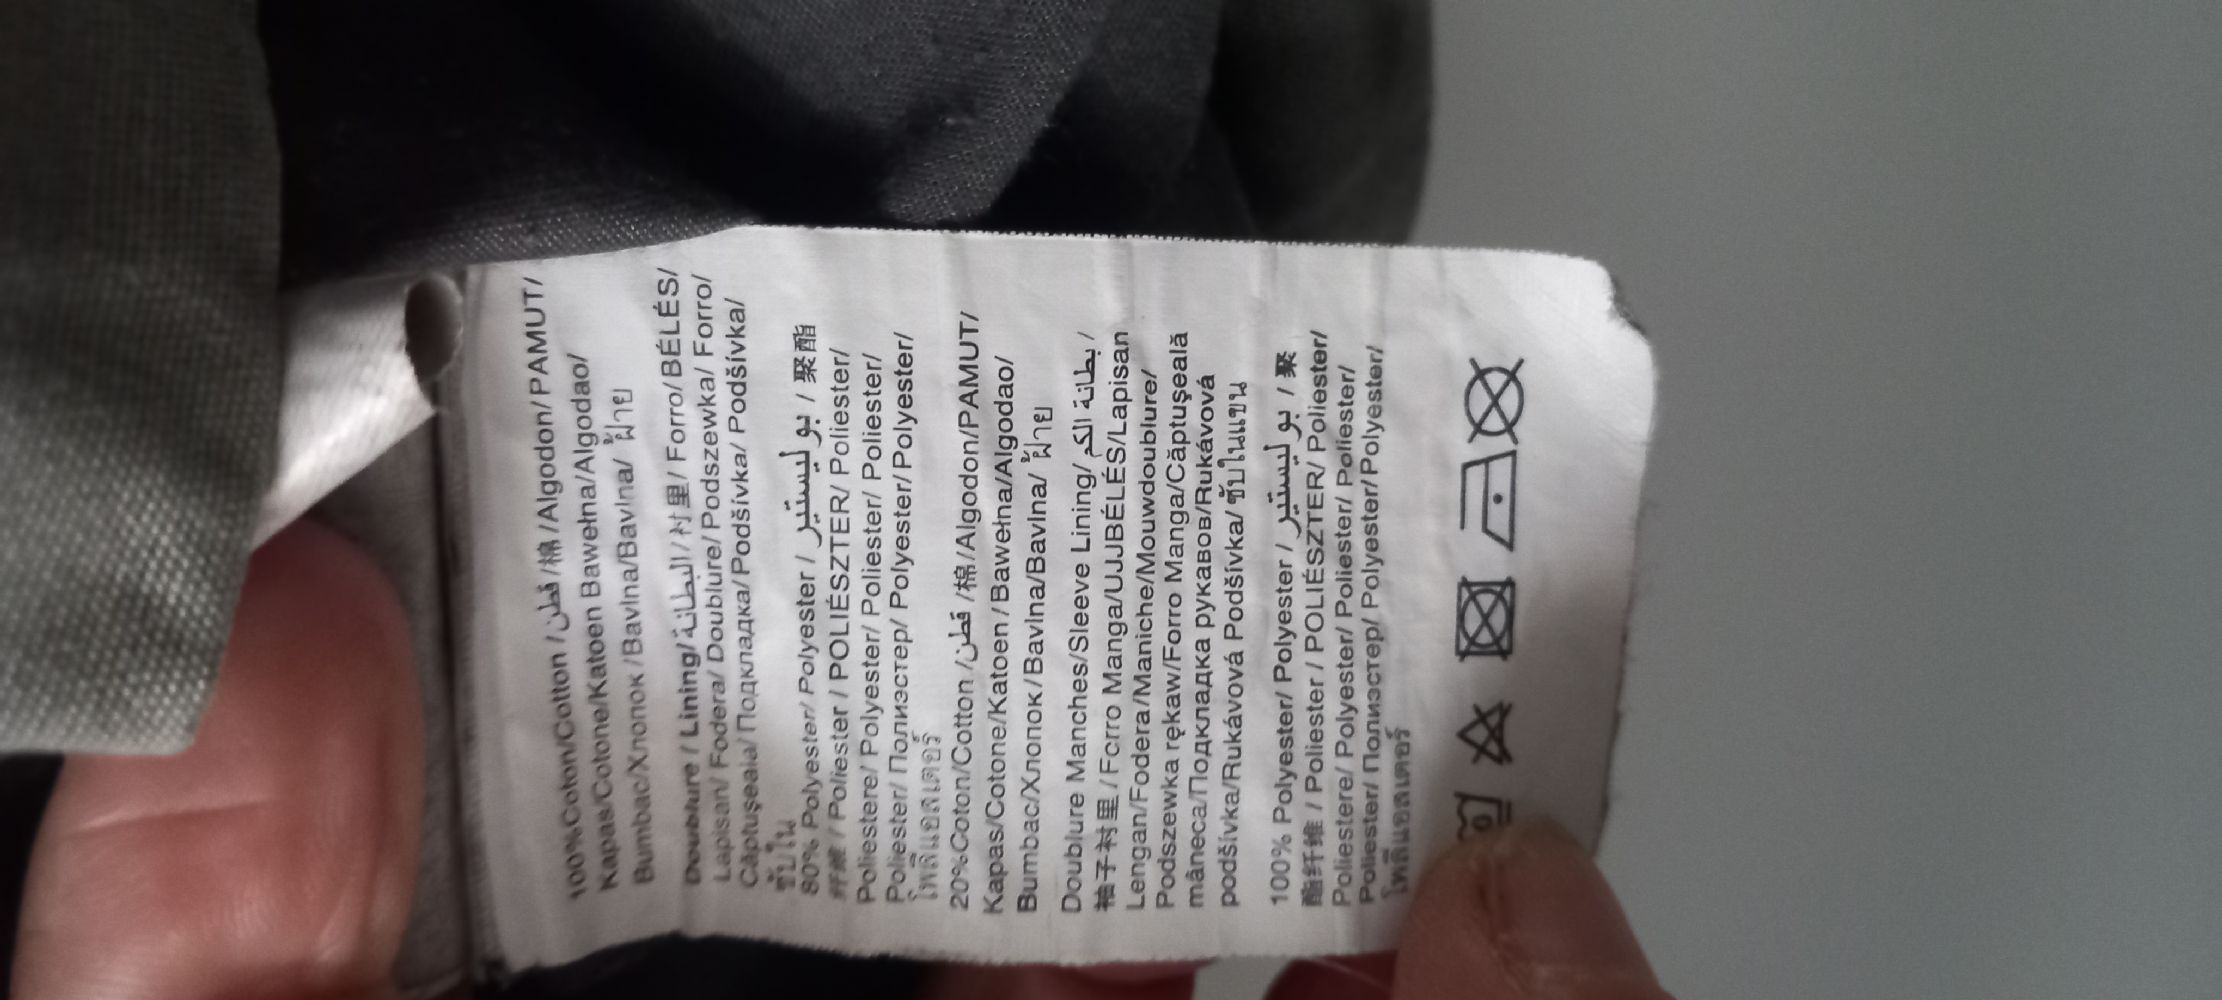 100%Coton/Cotton /قطن /棉 /Algodon/PAMUT/
Kapas/Cotone/Katoen Bawełna/Algodao/
Bumbac/Хлопок /Bavlna/Bavlna/ ฝ้าย
Doublure / Lining/البطانة/衬里/ Forro/BÉLÉS/
Lapisan/ Fodera/ Doublure/ Podszewka/ Forro/
Căptuşeala/Подкладка/Podšívka/ Podšívka/
ซับใน
80% Polyester/ Polyester / بوليستير / 聚酯
纤维 / Poliester / POLIÉSZTER/ Poliester/
Poliestere/ Polyester/ Poliester/ Poliester/
Poliester/ Полиэстер/ Polyester/ Polyester/
โพลีแอสเตอร์
20%Coton/Cotton /قطن /棉 /Algodon/PAMUT/
Kapas/Cotone/Katoen /Bawełna/Algodao/
Bumbac/Хлопок/Bavlna/Bavlna/ ฝ้าย
Doublure Manches/Sleeve Lining/ بطانة الكم /
袖子衬里 / Forro Manga/UJJBÉLÉS/Lapisan
Lengan/Fodera/Maniche/Mouwdoublure/
Podszewka rękaw/Forro Manga/Căptuşeală
mâneca/Подкладка рукавов/Rukávová
podšívka/Rukávová Podšívka/ ซับในแขน
100% Polyester/ Polyester / بوليستير / 聚
酯纤维 / Poliester / POLIÉSZTER/ Poliester/
Poliestere/ Polyester/ Poliester/ Poliester/
Poliester/ Полиэстер/ Polyester/Polyester/
โพลีแอสเตอร์